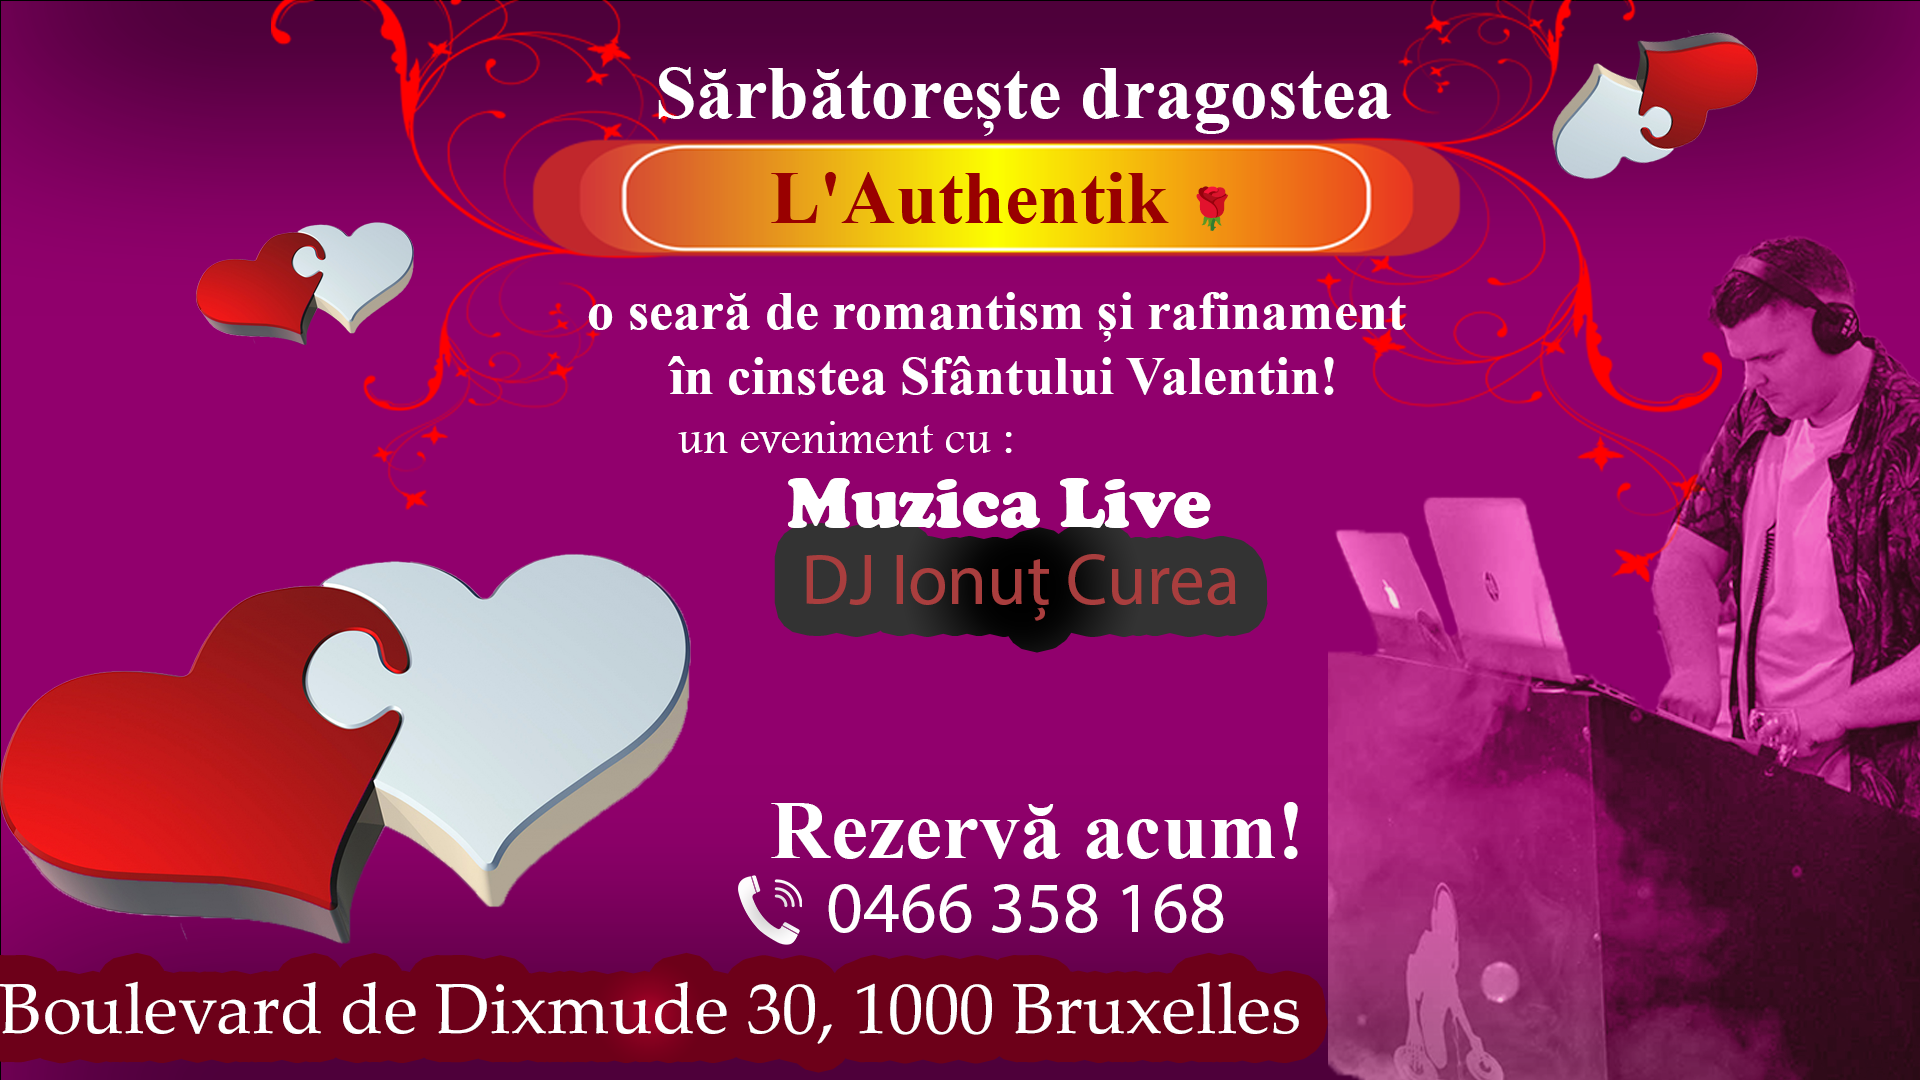 Sărbătorește dragostea
L'Authentik
o seară de romantism și rafinament
în cinstea Sfântului Valentin!
un eveniment cu :
Muzica Live
DJ Ionuț Curea
Rezervă acum!
0466 358 168
Boulevard de Dixmude 30, 1000 Bruxelles